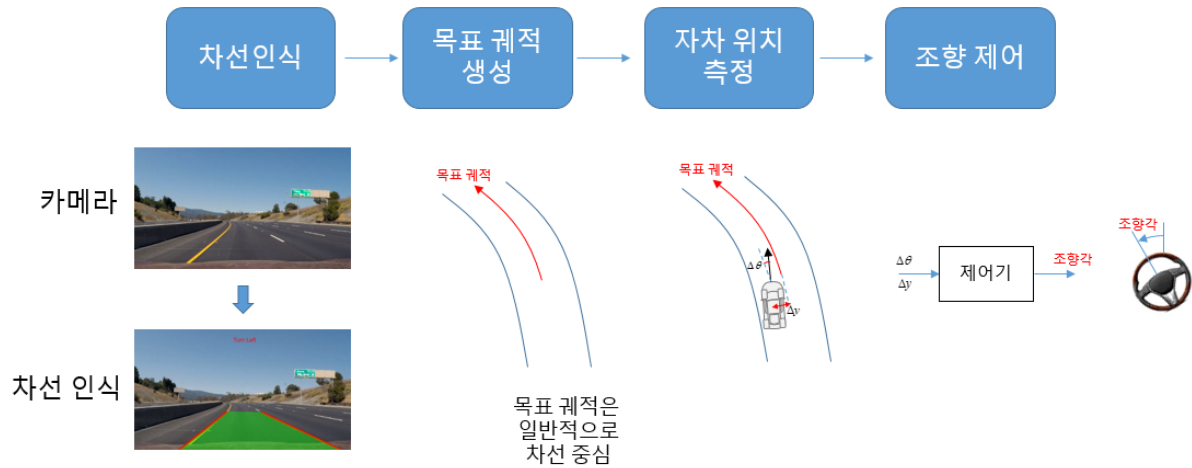 차선인식
목표 궤적
생성
자차 위치
측정
조향 제어
카메라
차선 인식
Turn Left
목표 궤적
목표 궤적은
일반적으로
차선 중심
목표 궤적
Δθ
Δy
Δθ
Δy
제어기
조향각
조향각